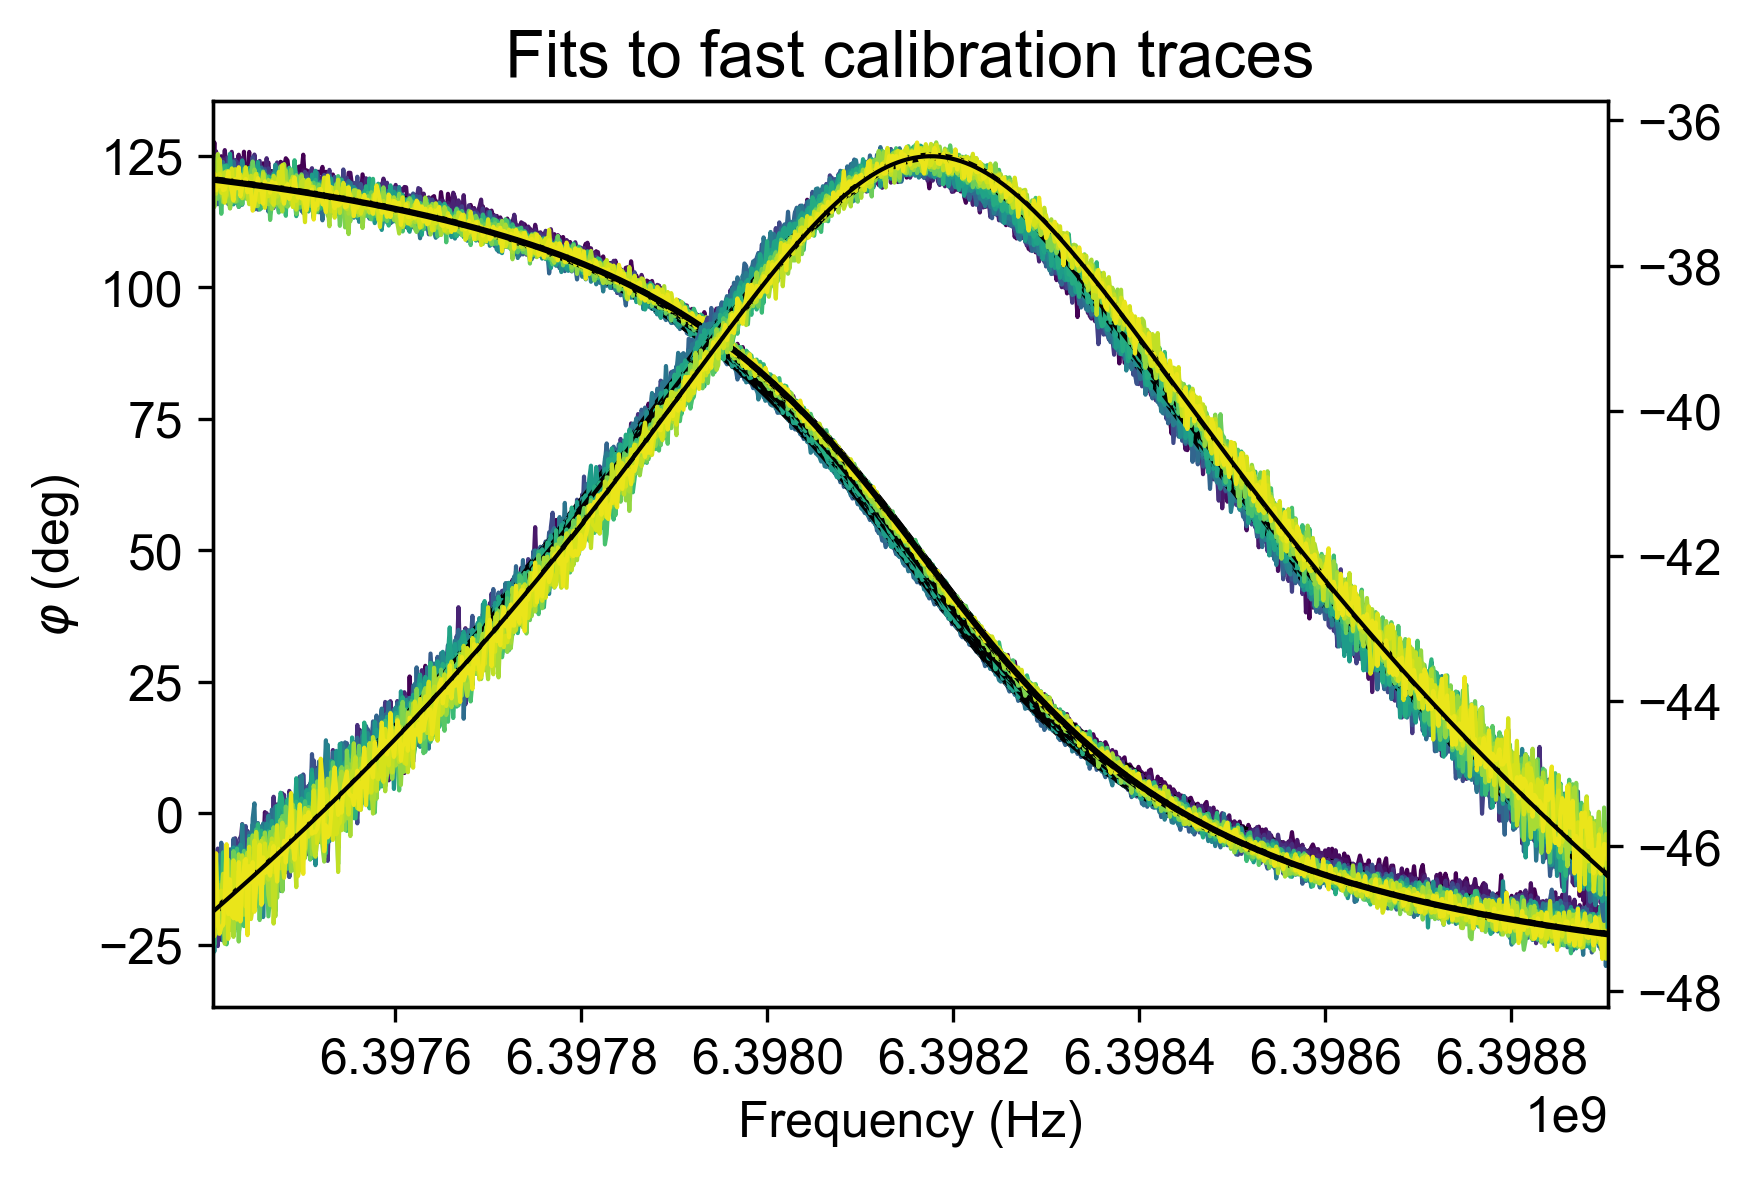 Fits to fast calibration traces
125
100
75
50
25
0
−25
φ (deg)
−36
−38
−40
−42
−44
−46
−48
6.3976 6.3978 6.3980 6.3982 6.3984 6.3986 6.3988
1e9
Frequency (Hz)